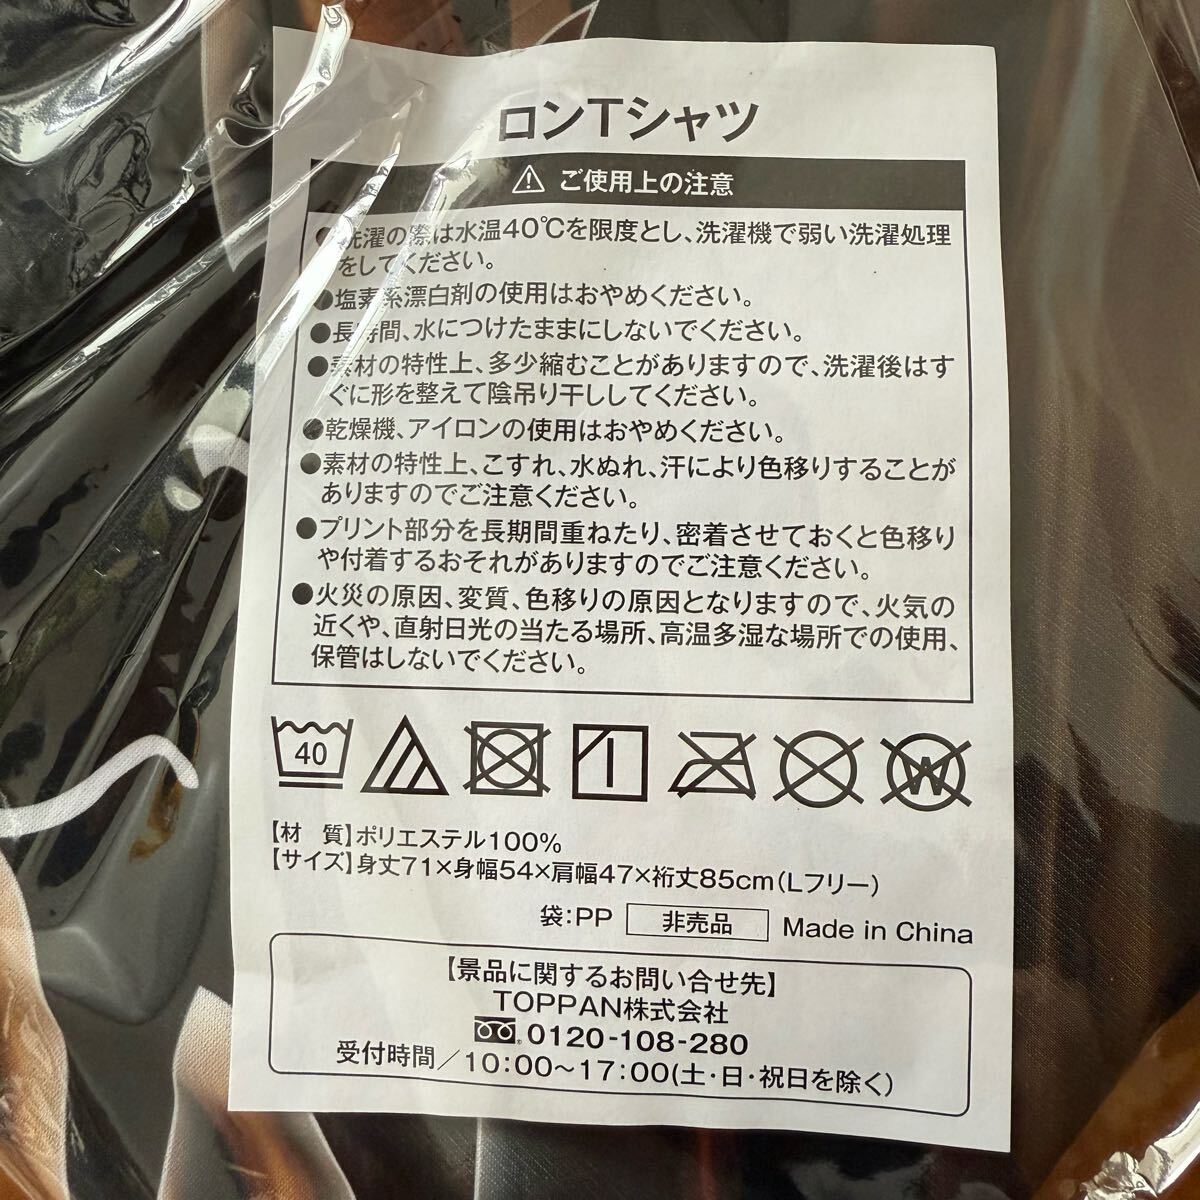 ロンTシャツ
ご使用上の注意
●洗濯の際は水温40℃を限度とし、洗濯機で弱い洗濯処理
をしてください。
●塩素系漂白剤の使用はおやめください。
●長時間、水につけたままにしないでください。
●素材の特性上、多少縮むことがありますので、洗濯後はす
ぐに形を整えて陰吊り干ししてください。
●乾燥機、アイロンの使用はおやめください。
●素材の特性上、こすれ、水ぬれ、汗により色移りすることが
ありますのでご注意ください。
●プリント部分を長期間重ねたり、密着させておくと色移り
や付着するおそれがありますのでご注意ください。
●火災の原因、変質、色移りの原因となりますので、火気の
近くや、直射日光の当たる場所、高温多湿な場所での使用、
保管はしないでください。
40 W
【材 質】ポリエステル100%
【サイズ】身丈71×身幅54×肩幅47×裄丈85cm(Lフリー)
袋:PP 非売品 Made in China
【景品に関するお問い合せ先】
TOPPAN株式会社
0120-108-280
受付時間/10:00〜17:00(土・日・祝日を除く)